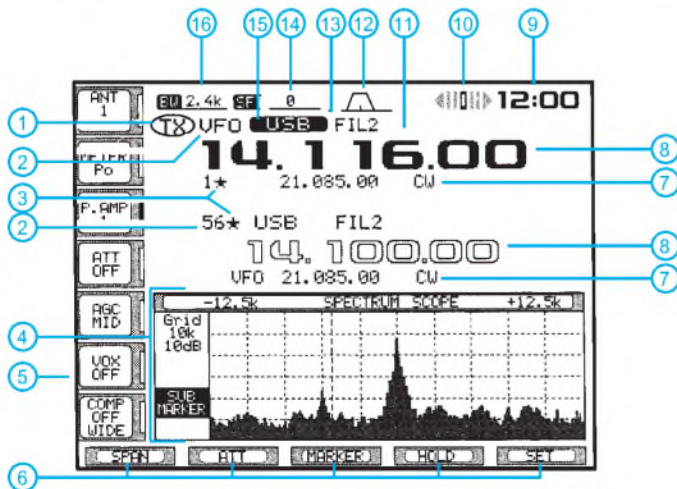 16 15 14 13 12 11 10 9
BW 2.4k SFT 0 12:00
ANT
1
1 TX VFO USB FIL2
2 14.116.00 8
METER
Po
1★ 21.085.00 CW 7
3
P.AMP
2 56★ USB FIL2
14.100.00 8
ATT
OFF
VFO 21.085.00 CW 7
-12.5k SPECTRUM SCOPE +12.5k
AGC
MID
Grid
10k
10dB
4
5 VOX
OFF
SUB
MARKER
COMP
OFF
WIDE
SPAN ATT MARKER HOLD SET
6